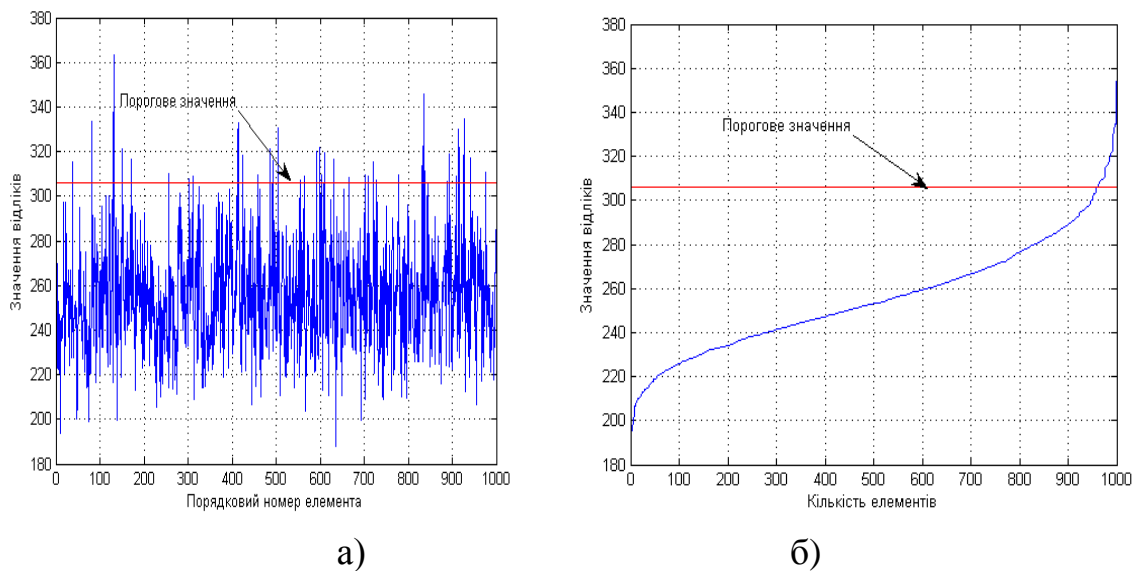 380
360
340
320
300
280
260
240
220
200
180
Значення відліків
Порогове значення
0 100 200 300 400 500 600 700 800 900 1000
Порядковий номер елемента
а)
380
360
340
320
300
280
260
240
220
200
180
Значення відліків
Порогове значення
0 100 200 300 400 500 600 700 800 900 1000
Кількість елементів
б)